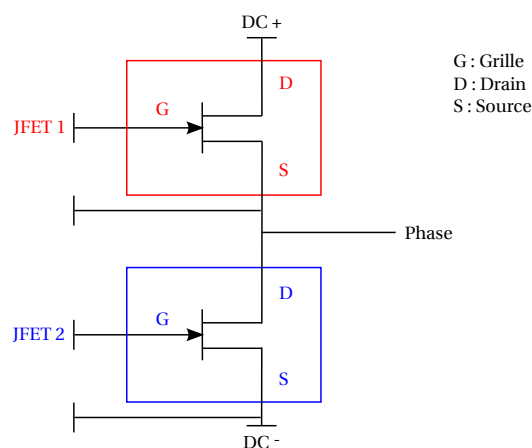 DC +
G : Grille
D : Drain
S : Source
D
G
JFET 1
S
Phase
D
G
JFET 2
S
DC -